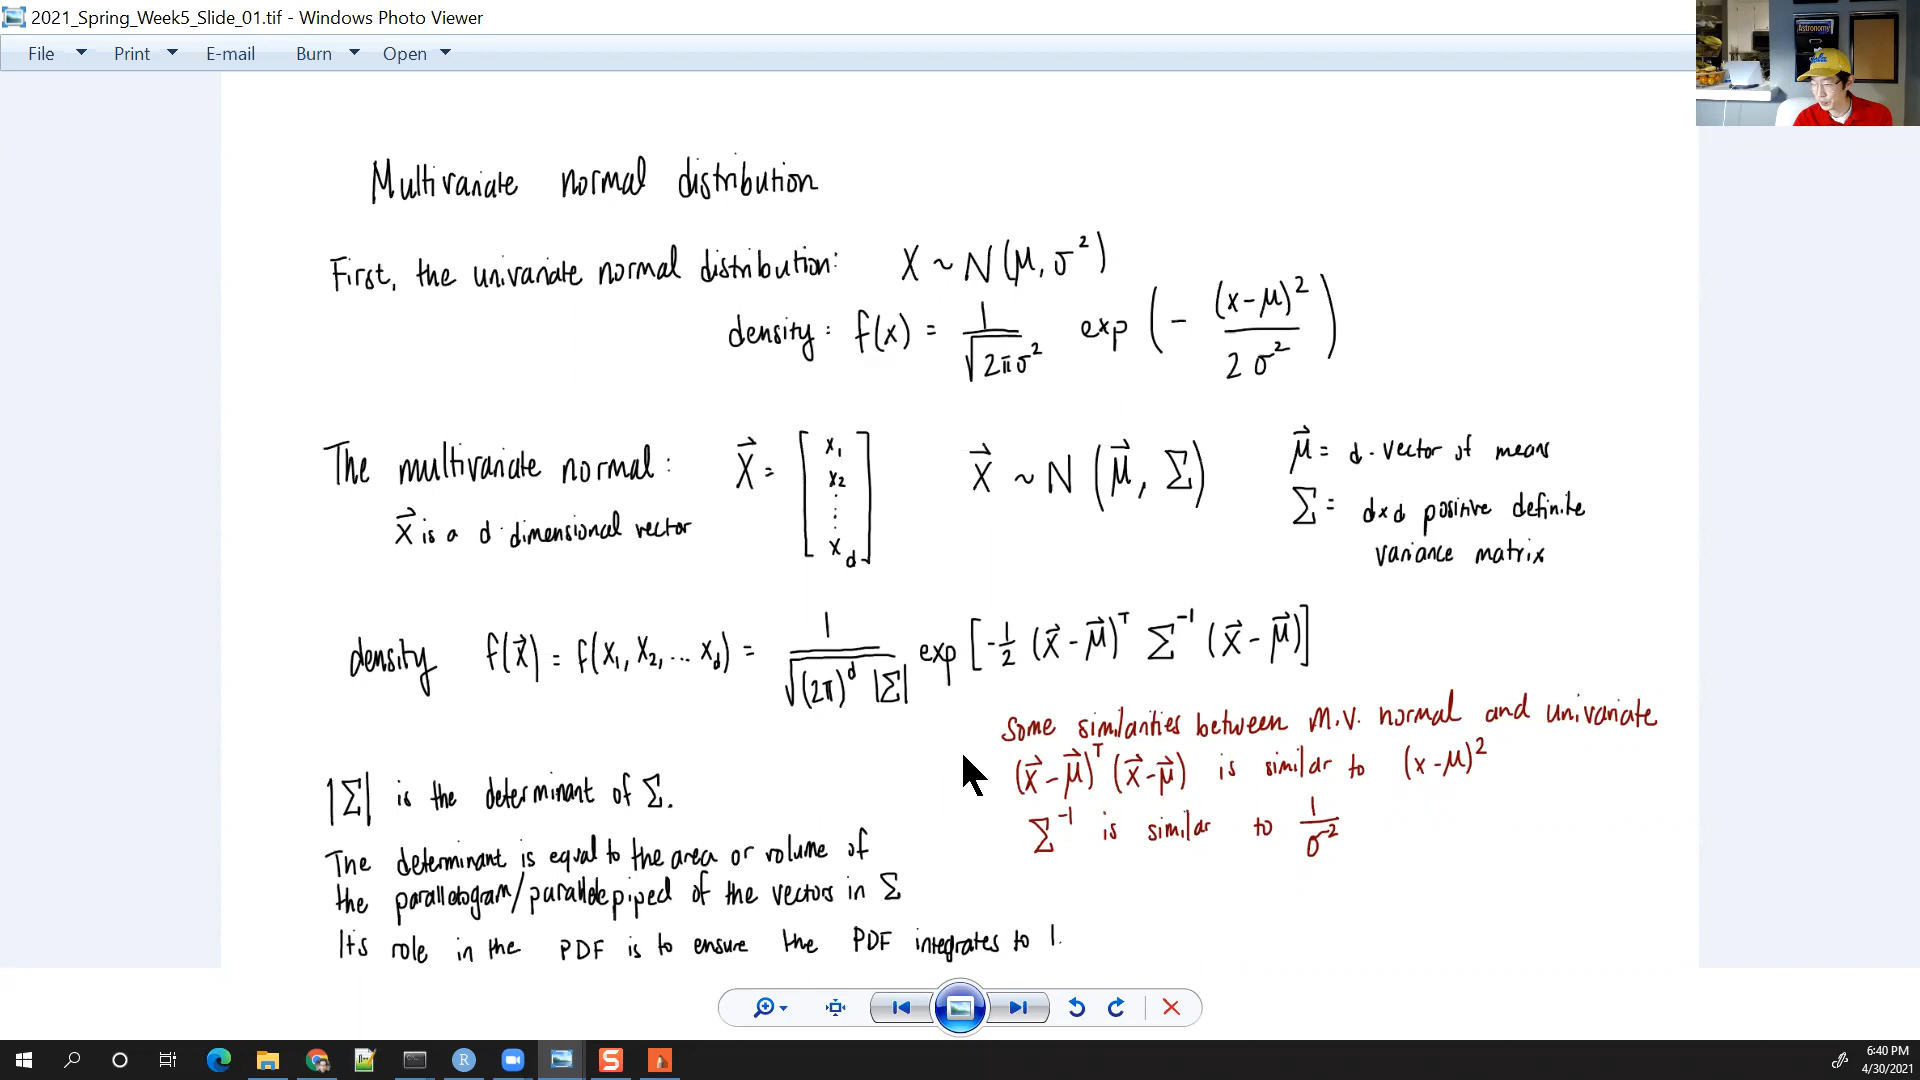 2021_Spring_Week5_Slide_01.tif - Windows Photo Viewer
File Print E-mail Burn Open
Astronomy
Multivariate normal distribution
First, the univariate normal distribution: X ~ N(μ, σ²)
density: f(x) = 1/√2πσ² exp(- (x-μ)²/2σ²)
The multivariate normal: X⃗ = [x₁ x₂ ⋮ x_d] X⃗ ~ N(μ⃗, Σ) μ⃗ = d-vector of means
X⃗ is a d-dimensional vector Σ = dxd positive definite
variance matrix
density f(X⃗) = f(x₁, x₂, ... x_d) = 1/√(2π)^d |Σ| exp[-½ (x⃗-μ⃗)ᵀ Σ⁻¹ (x⃗-μ⃗)]
Some similarities between M.V. normal and univariate
(x⃗-μ⃗)ᵀ(x⃗-μ⃗) is similar to (x-μ)²
Σ⁻¹ is similar to 1/σ²
|Σ| is the determinant of Σ.
The determinant is equal to the area or volume of
the parallelogram/parallelepiped of the vectors in Σ
Its role in the PDF is to ensure the PDF integrates to 1.
6:40 PM
4/30/2021